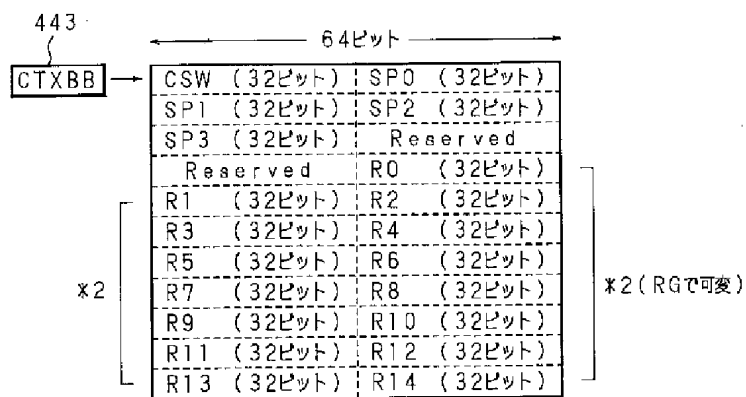 443
64ビット
CTXBB
CSW (32ビット) SP0 (32ビット)
SP1 (32ビット) SP2 (32ビット)
SP3 (32ビット) Reserved
Reserved R0 (32ビット)
R1 (32ビット) R2 (32ビット)
R3 (32ビット) R4 (32ビット)
R5 (32ビット) R6 (32ビット)
*2 R7 (32ビット) R8 (32ビット) *2(RGで可変)
R9 (32ビット) R10 (32ビット)
R11 (32ビット) R12 (32ビット)
R13 (32ビット) R14 (32ビット)